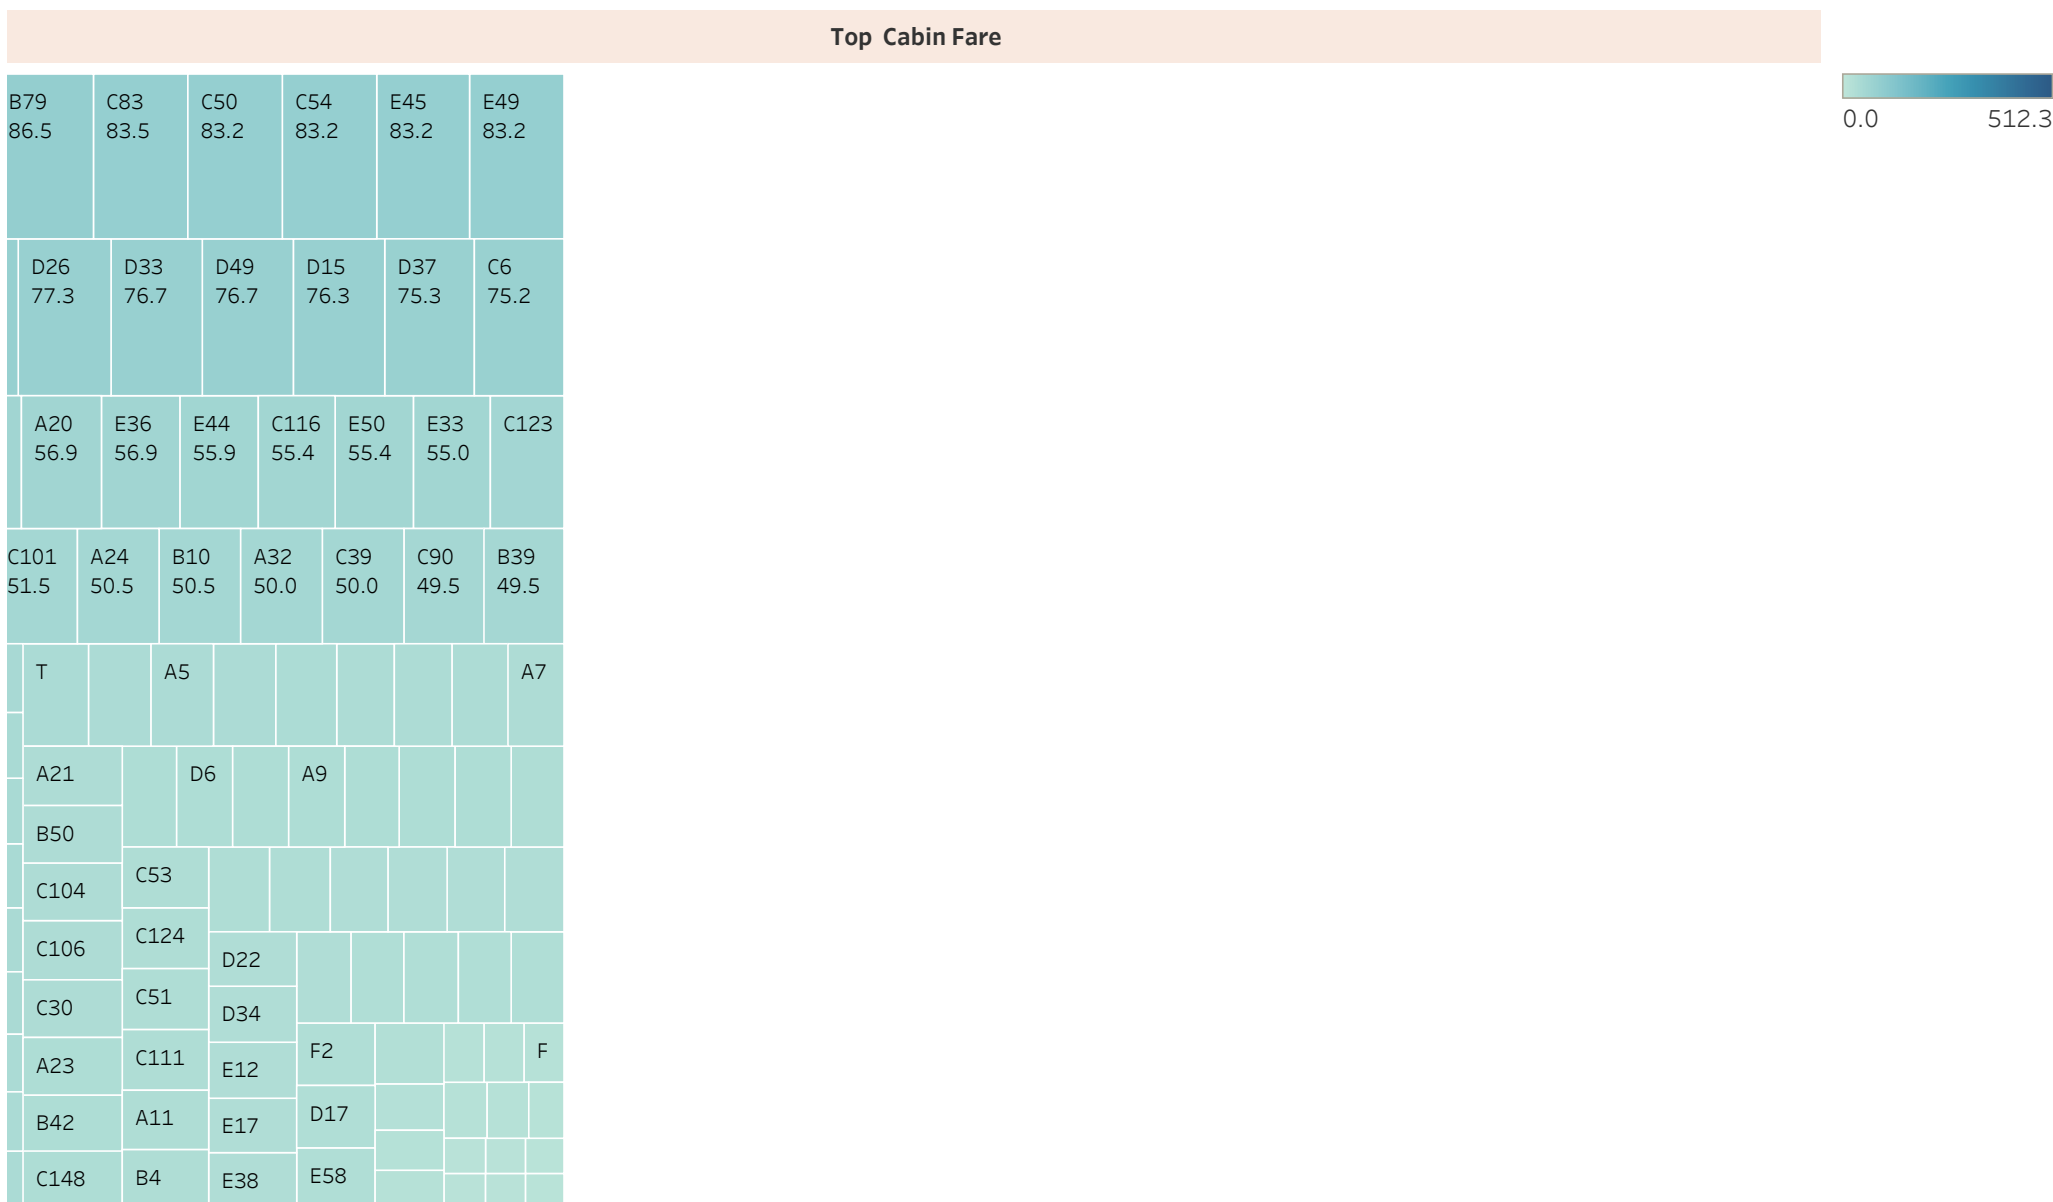 Top Cabin Fare
0.0 512.3
B79 C83 C50 C54 E45 E49
86.5 83.5 83.2 83.2 83.2 83.2
D26 D33 D49 D15 D37 C6
77.3 76.7 76.7 76.3 75.3 75.2
A20 E36 E44 C116 E50 E33 C123
56.9 56.9 55.9 55.4 55.4 55.0
C101 A24 B10 A32 C39 C90 B39
51.5 50.5 50.5 50.0 50.0 49.5 49.5
T A5 A7
A21 D6 A9
B50
C53
C104
C124
C106
D22
C51
C30
D34
F2 F
C111
A23
E12
D17
A11
B42
E17
E58
B4
C148
E38